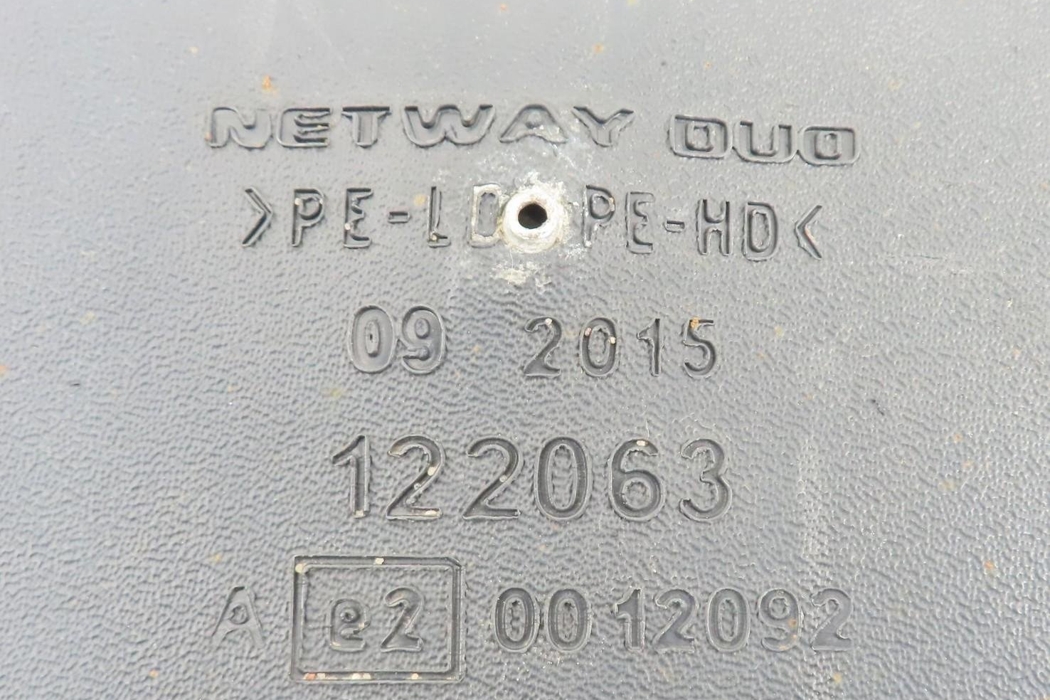 NETWAY DUO
>PE-LD PE-HD<
09 2015
122063
A e2 0012092